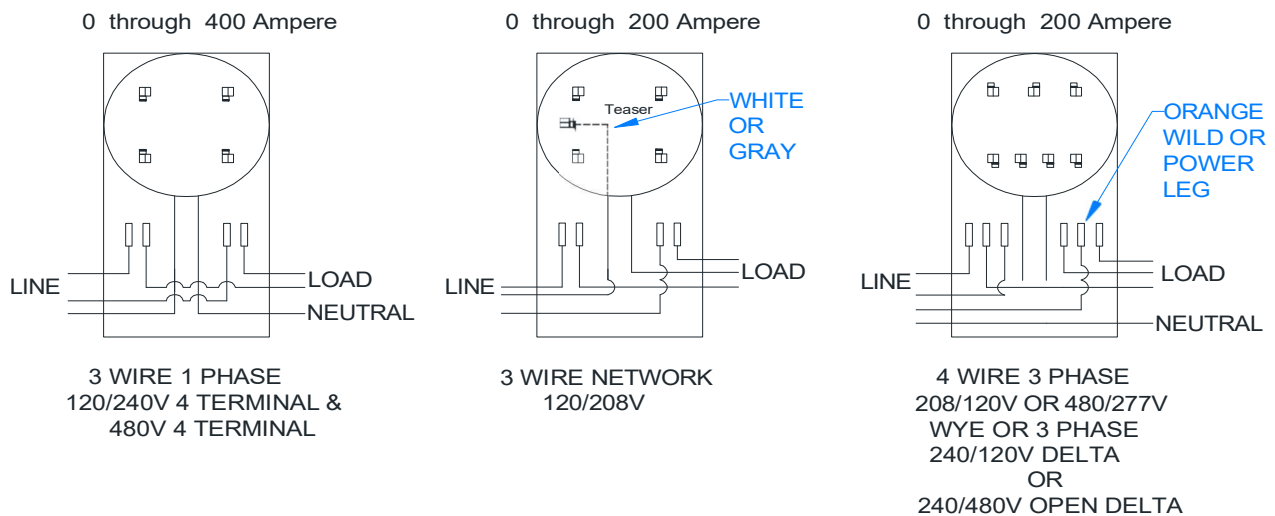 0 through 400 Ampere
LINE
LOAD
NEUTRAL
3 WIRE 1 PHASE
120/240V 4 TERMINAL &
480V 4 TERMINAL
0 through 200 Ampere
Teaser
WHITE
OR
GRAY
LINE
LOAD
3 WIRE NETWORK
120/208V
0 through 200 Ampere
ORANGE
WILD OR
POWER
LEG
LINE
LOAD
NEUTRAL
4 WIRE 3 PHASE
208/120V OR 480/277V
WYE OR 3 PHASE
240/120V DELTA
OR
240/480V OPEN DELTA